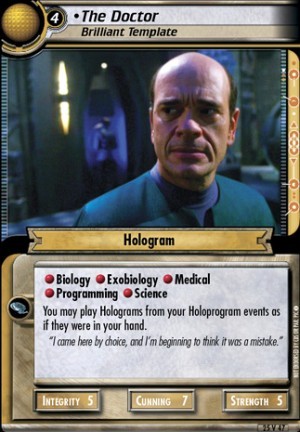 4 •The Doctor
Brilliant Template
Hologram
• Biology • Exobiology • Medical
• Programming • Science
You may play Holograms from your Holoprogram events as
if they were in your hand.
"I came here by choice, and I'm beginning to think it was a mistake."
INTEGRITY 5 CUNNING 7 STRENGTH 5